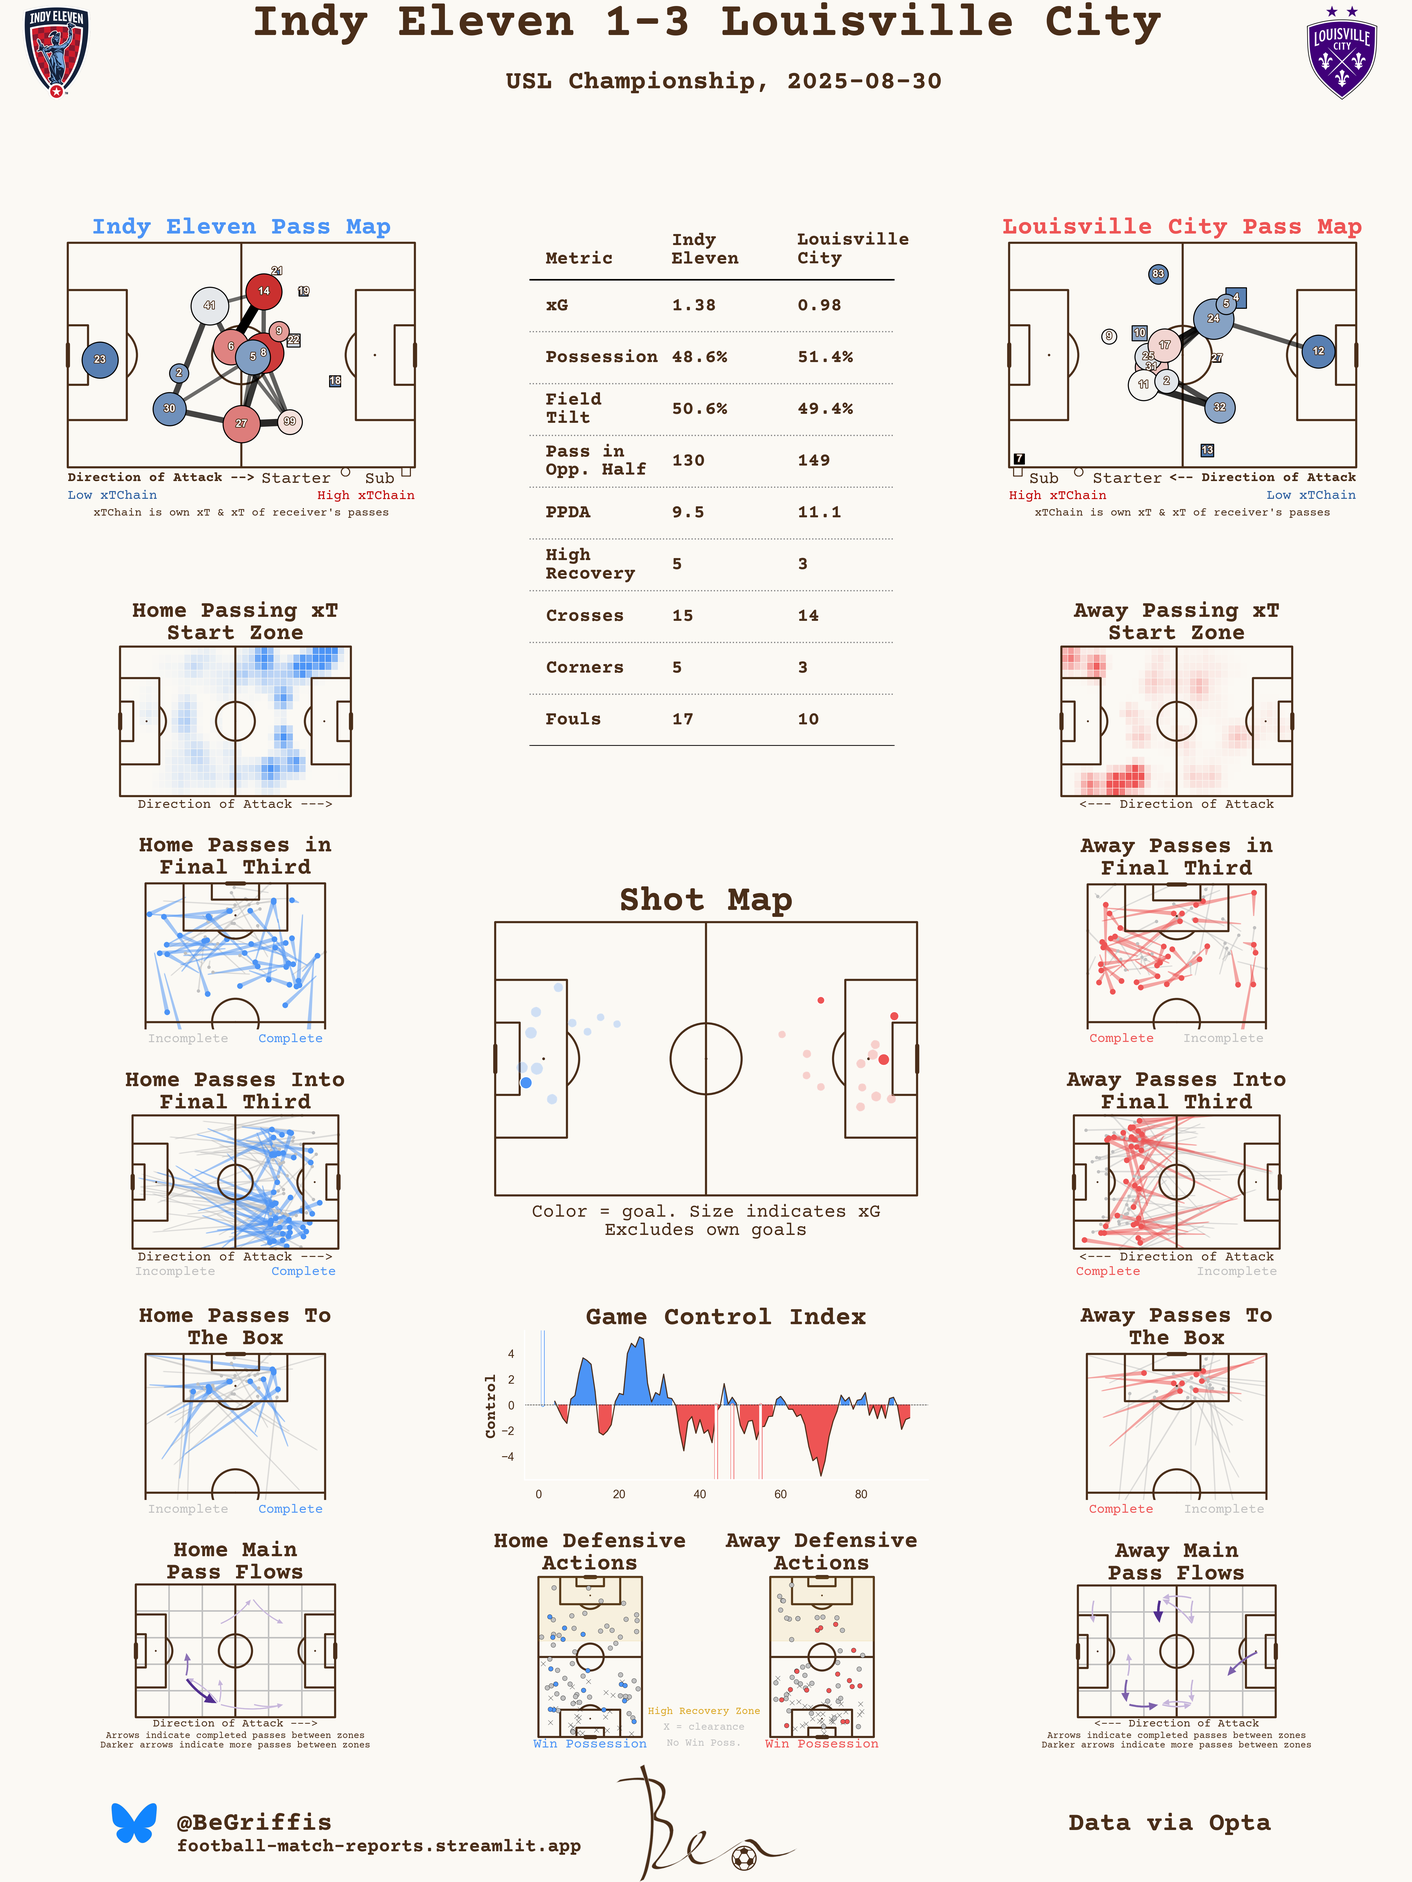 Indy Eleven 1-3 Louisville City
USL Championship, 2025-08-30
INDY ELEVEN
LOUISVILLE
CITY
Indy Eleven Pass Map
21
19
14
41
9
22
6
8
5
23
2
18
30
27
99
Direction of Attack --> Starter Sub
Low xTChain High xTChain
xTChain is own xT & xT of receiver's passes
Metric Indy Eleven Louisville City
xG 1.38 0.98
Possession 48.6% 51.4%
Field Tilt 50.6% 49.4%
Pass in Opp. Half 130 149
PPDA 9.5 11.1
High Recovery 5 3
Crosses 15 14
Corners 5 3
Fouls 17 10
Louisville City Pass Map
83
4
5
24
10
9
17
25
27
12
31
11
2
32
13
7
Sub Starter <-- Direction of Attack
High xTChain Low xTChain
xTChain is own xT & xT of receiver's passes
Home Passing xT
Start Zone
Direction of Attack --->
Away Passing xT
Start Zone
<--- Direction of Attack
Home Passes in
Final Third
Incomplete Complete
Away Passes in
Final Third
Complete Incomplete
Shot Map
Color = goal. Size indicates xG
Excludes own goals
Home Passes Into
Final Third
Direction of Attack --->
Incomplete Complete
Away Passes Into
Final Third
<--- Direction of Attack
Complete Incomplete
Home Passes To
The Box
Incomplete Complete
Game Control Index
Control
4
2
0
−2
−4
0 20 40 60 80
Away Passes To
The Box
Complete Incomplete
Home Main
Pass Flows
Direction of Attack --->
Arrows indicate completed passes between zones
Darker arrows indicate more passes between zones
Home Defensive
Actions
Win Possession
Away Defensive
Actions
Win Possession
High Recovery Zone
X = clearance
No Win Poss.
Away Main
Pass Flows
<--- Direction of Attack
Arrows indicate completed passes between zones
Darker arrows indicate more passes between zones
@BeGriffis
football-match-reports.streamlit.app
Ben
Data via Opta